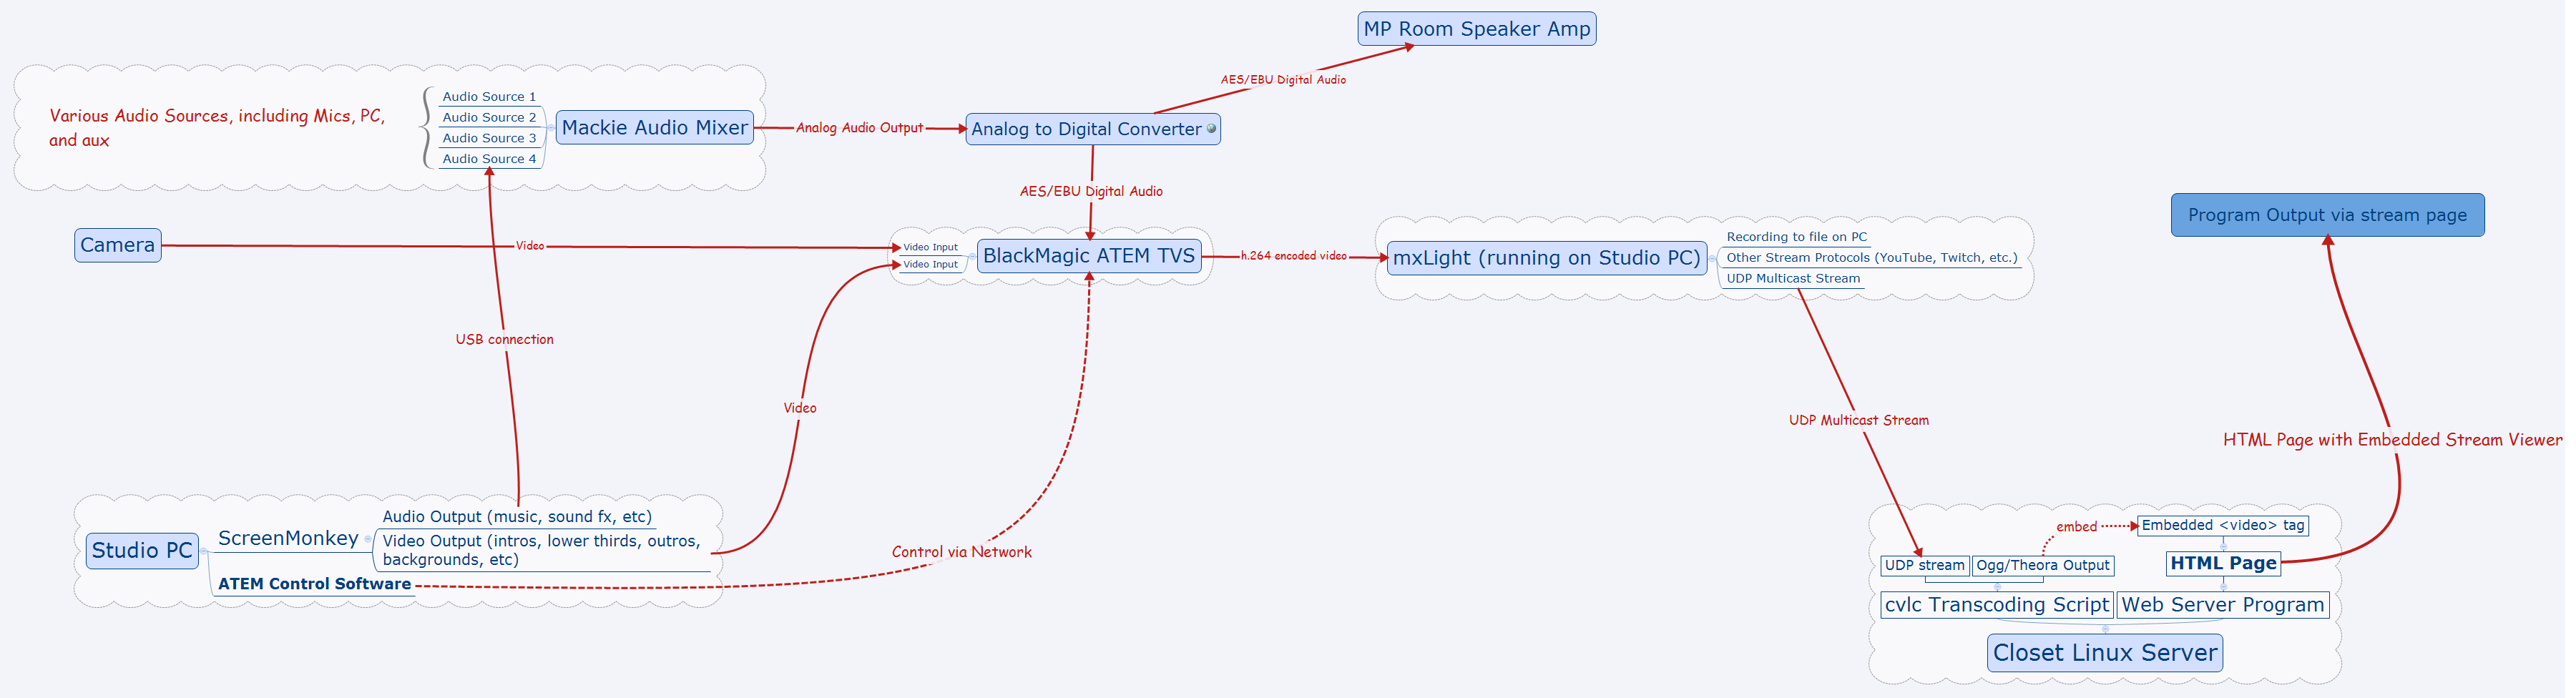 MP Room Speaker Amp
AES/EBU Digital Audio
Various Audio Sources, including Mics, PC,
and aux
Audio Source 1
Audio Source 2
Audio Source 3
Audio Source 4
Mackie Audio Mixer
Analog Audio Output
Analog to Digital Converter
AES/EBU Digital Audio
Camera
Video
Video Input
Video Input
BlackMagic ATEM TVS
h.264 encoded video
mxLight (running on Studio PC)
Recording to file on PC
Other Stream Protocols (YouTube, Twitch, etc.)
UDP Multicast Stream
Program Output via stream page
USB connection
Video
UDP Multicast Stream
HTML Page with Embedded Stream Viewer
Studio PC
ScreenMonkey
Audio Output (music, sound fx, etc)
Video Output (intros, lower thirds, outros,
backgrounds, etc)
ATEM Control Software
Control via Network
embed
Embedded <video> tag
UDP stream
Ogg/Theora Output
HTML Page
cvlc Transcoding Script
Web Server Program
Closet Linux Server